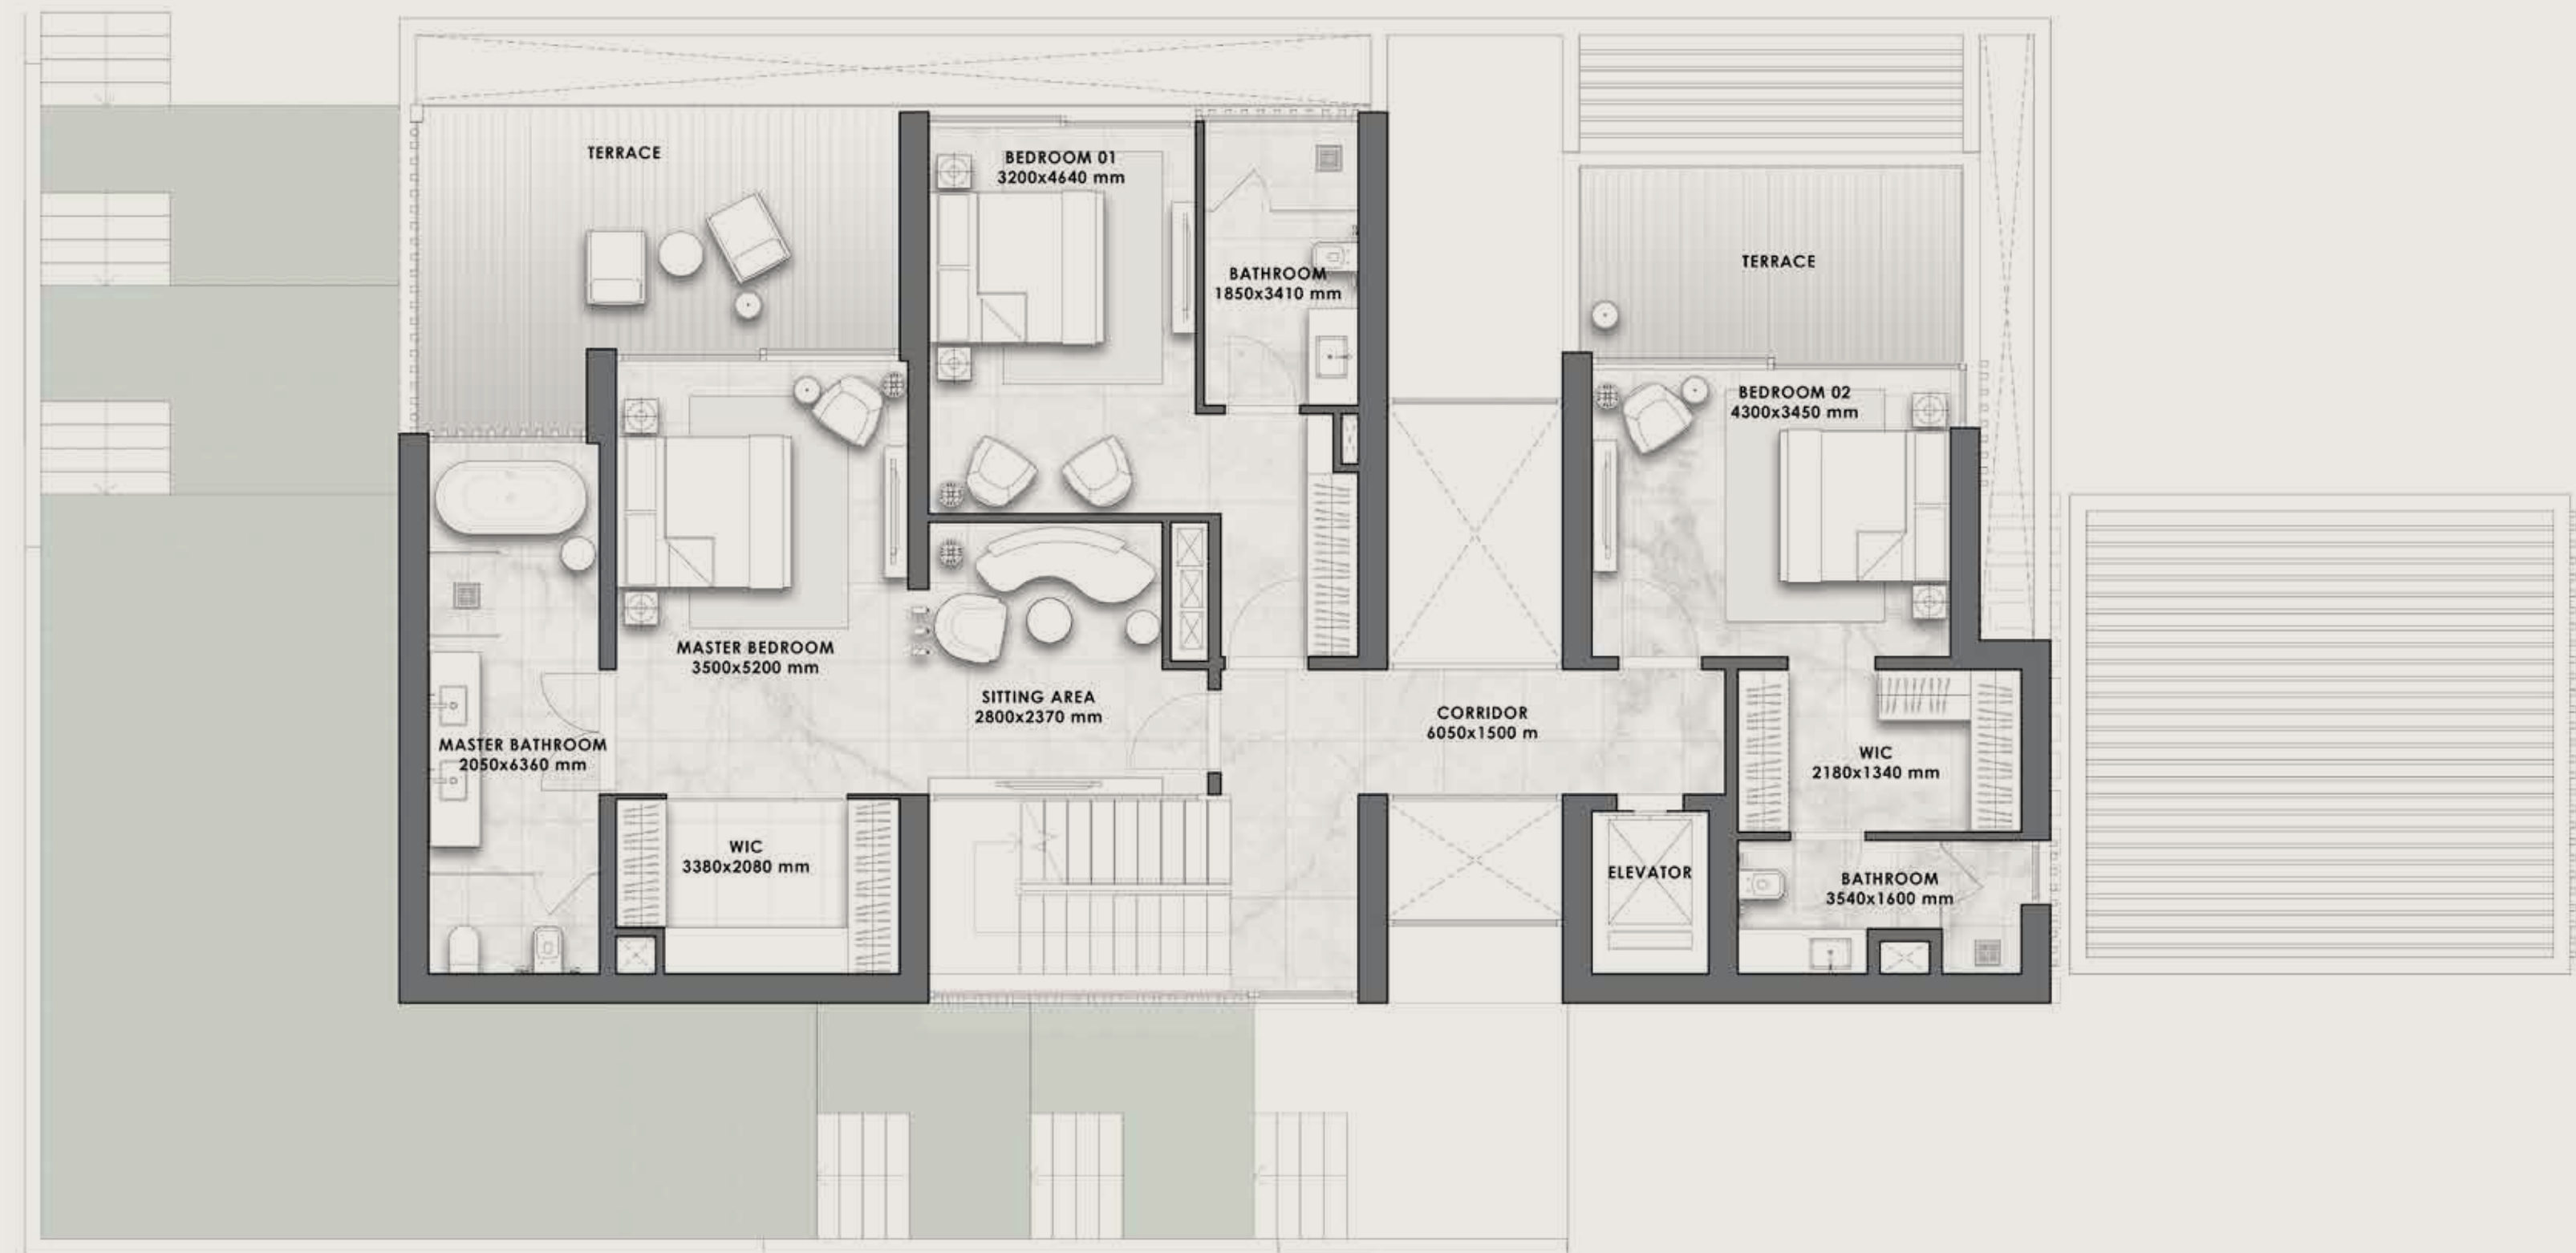 TERRACE
BEDROOM 01
3200x4640 mm
BATHROOM
1850x3410 mm
TERRACE
BEDROOM 02
4300x3450 mm
MASTER BEDROOM
3500x5200 mm
SITTING AREA
2800x2370 mm
CORRIDOR
6050x1500 m
MASTER BATHROOM
2050x6360 mm
WIC
2180x1340 mm
WIC
3380x2080 mm
ELEVATOR
BATHROOM
3540x1600 mm